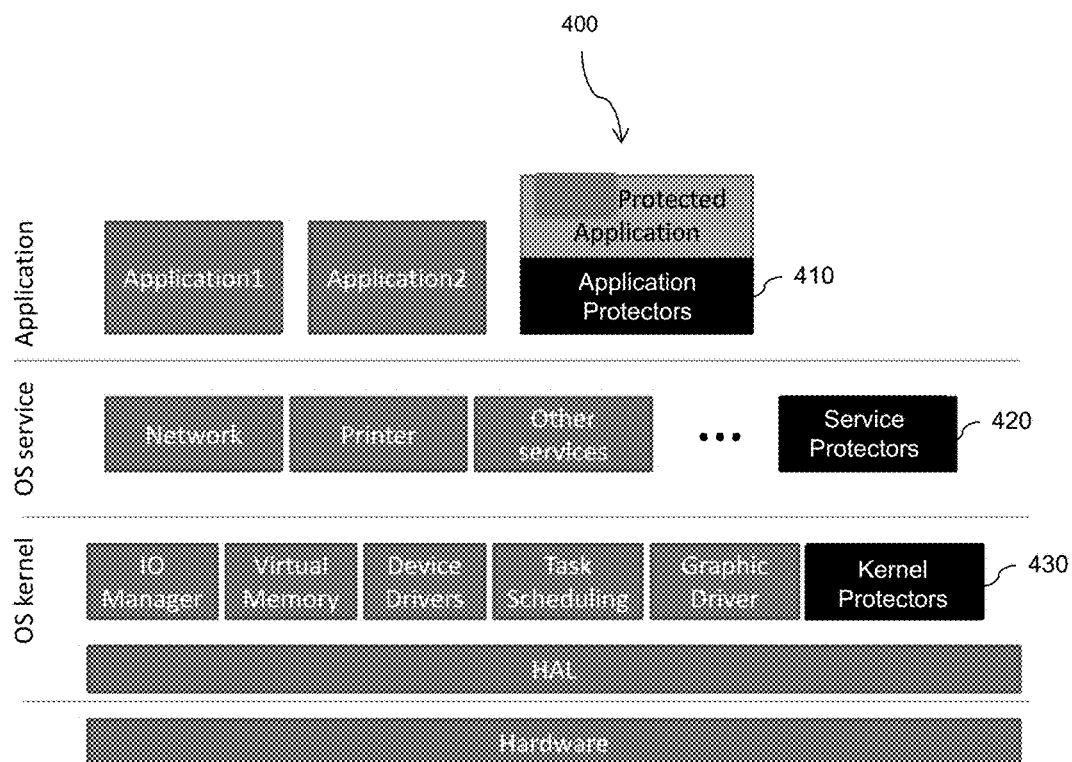 400
Application
Application1
Application2
Protected
Application
Application
Protectors
410
OS service
Network
Printer
Other
services
...
Service
Protectors
420
OS kernel
IO
Manager
Virtual
Memory
Device
Drivers
Task
Scheduling
Graphic
Driver
Kernel
Protectors
430
HAL
Hardware